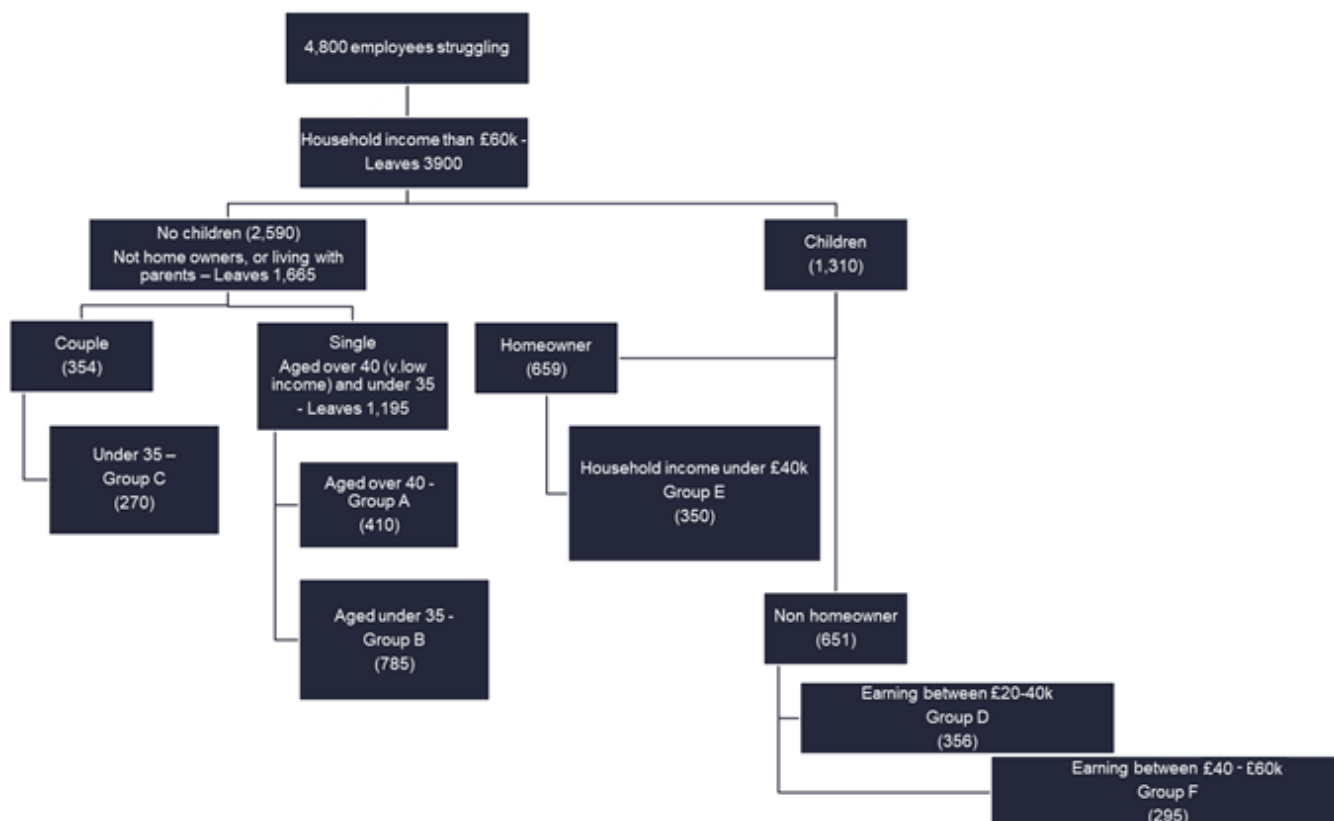 4,800 employees struggling
Household income than £60k -
Leaves 3900
No children (2,590)
Not home owners, or living with
parents – Leaves 1,665
Children
(1,310)
Couple
(354)
Single
Aged over 40 (v.low
income) and under 35
- Leaves 1,195
Homeowner
(659)
Under 35 –
Group C
(270)
Aged over 40 -
Group A
(410)
Household income under £40k
Group E
(350)
Aged under 35 -
Group B
(785)
Non homeowner
(651)
Earning between £20-40k
Group D
(356)
Earning between £40 - £60k
Group F
(295)